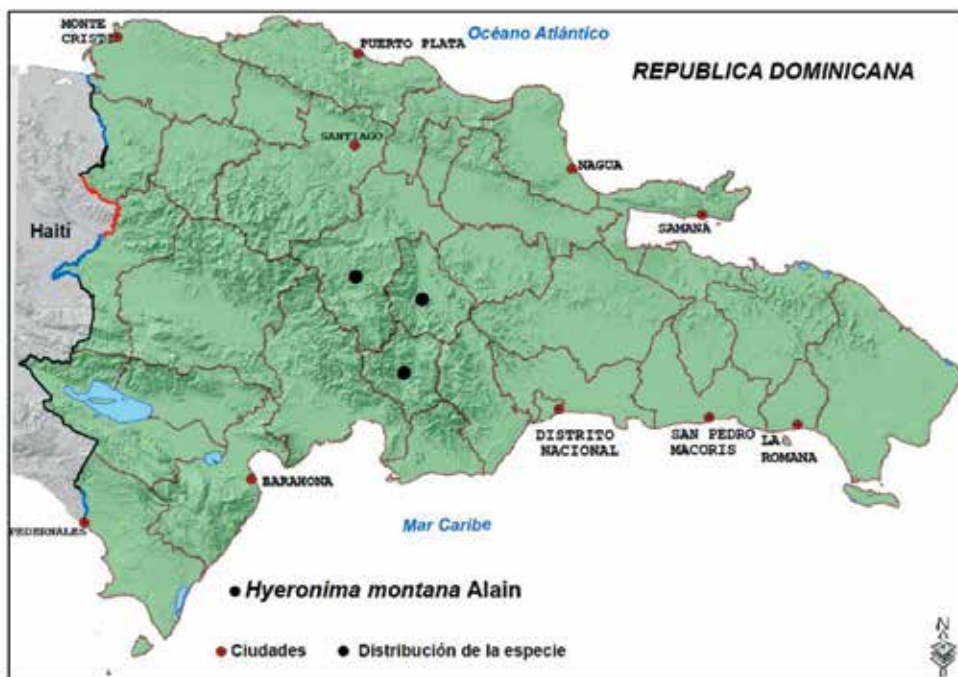 MONTE
CRISTI
PUERTO PLATA
Océano Atlántico
REPUBLICA DOMINICANA
SANTIAGO
NAGUA
SAMANA
Haití
DISTRITO
NACIONAL
SAN PEDRO
MACORIS
LA
ROMANA
BARAHONA
PEDERNALES
Mar Caribe
Hyeronima montana Alain
Ciudades
Distribución de la especie
N